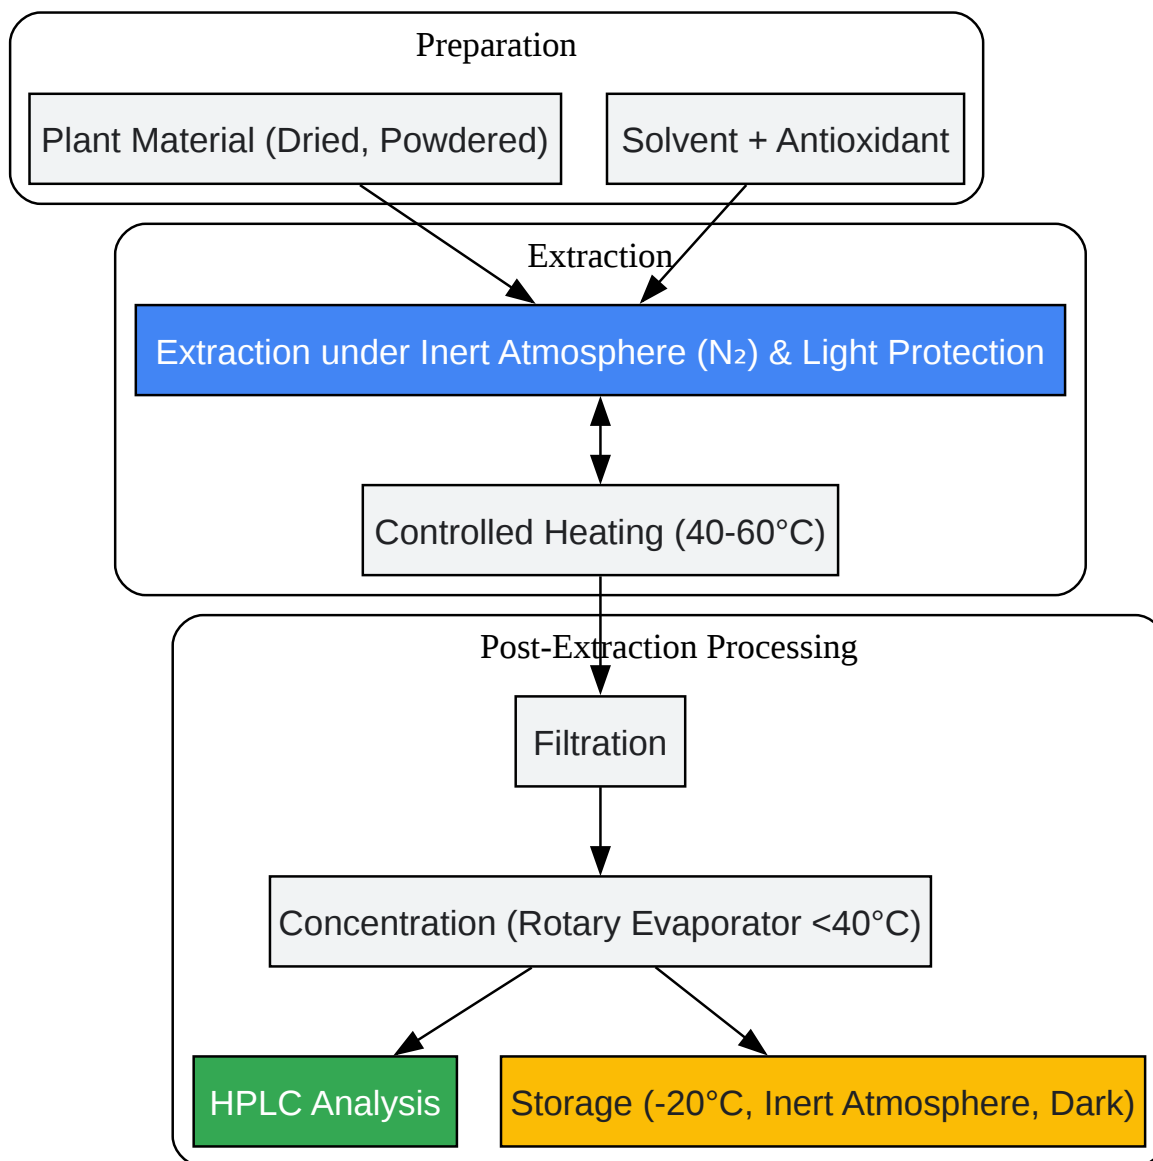 Preparation
Plant Material (Dried, Powdered)
Solvent + Antioxidant
Extraction
Extraction under Inert Atmosphere (N₂) & Light Protection
Controlled Heating (40-60°C)
Post-Extraction Processing
Filtration
Concentration (Rotary Evaporator <40°C)
HPLC Analysis
Storage (-20°C, Inert Atmosphere, Dark)